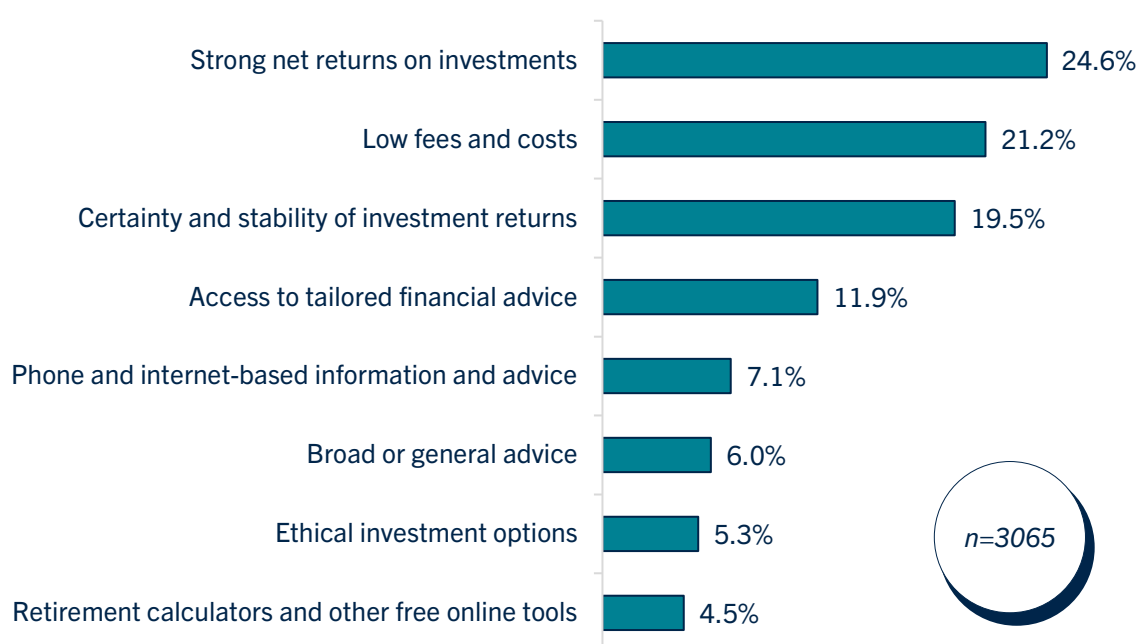 Strong net returns on investments 24.6%
Low fees and costs 21.2%
Certainty and stability of investment returns 19.5%
Access to tailored financial advice 11.9%
Phone and internet-based information and advice 7.1%
Broad or general advice 6.0%
Ethical investment options 5.3%
n=3065
Retirement calculators and other free online tools 4.5%